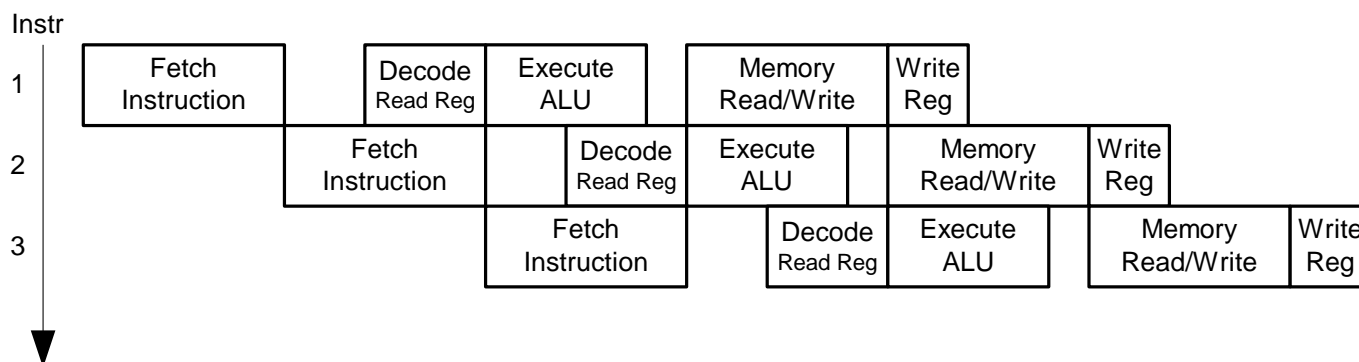 Instr
1
Fetch
Instruction
Decode
Read Reg
Execute
ALU
Memory
Read/Write
Write
Reg
2
Fetch
Instruction
Decode
Read Reg
Execute
ALU
Memory
Read/Write
Write
Reg
3
Fetch
Instruction
Decode
Read Reg
Execute
ALU
Memory
Read/Write
Write
Reg